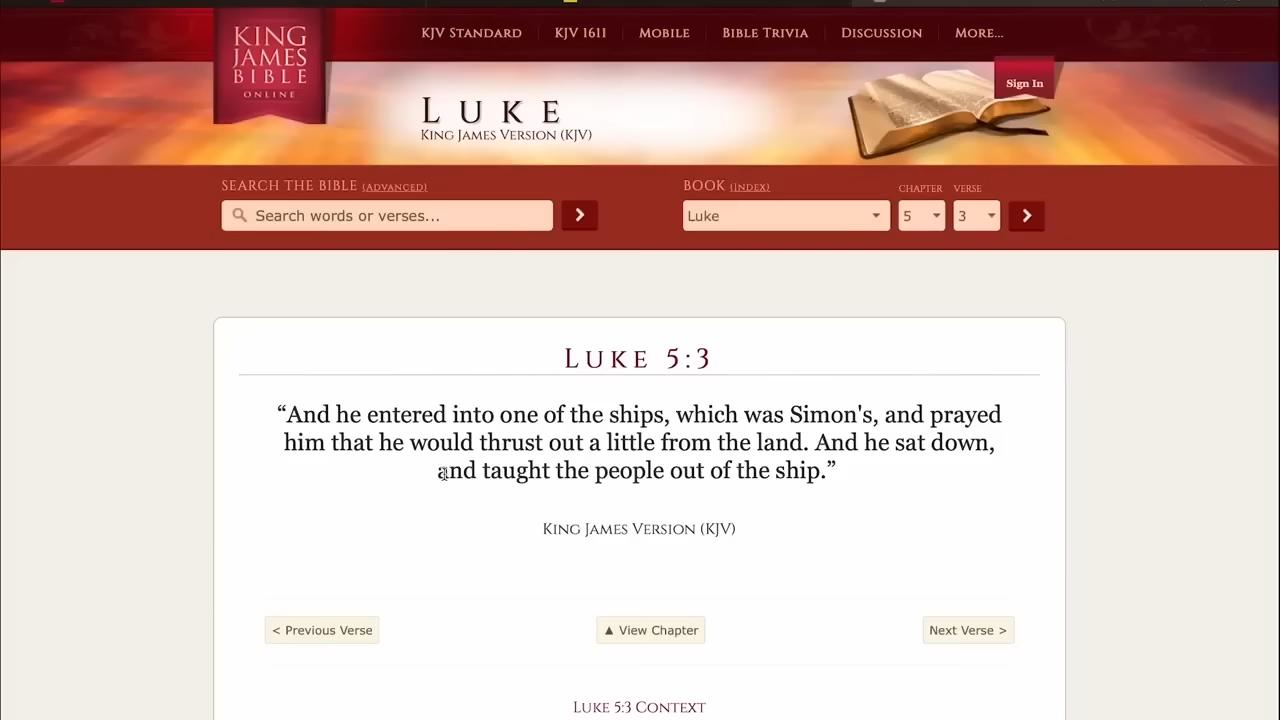 KING
JAMES
BIBLE
ONLINE
KJV Standard
KJV 1611
Mobile
Bible Trivia
Discussion
More...
Sign In
Luke
King James Version (KJV)
Search the Bible (Advanced)
Book (Index)
Chapter
Verse
Search words or verses...
Luke
5
3
Luke 5:3
“And he entered into one of the ships, which was Simon's, and prayed
him that he would thrust out a little from the land. And he sat down,
and taught the people out of the ship.”
King James Version (KJV)
< Previous Verse
▲ View Chapter
Next Verse >
Luke 5:3 Context